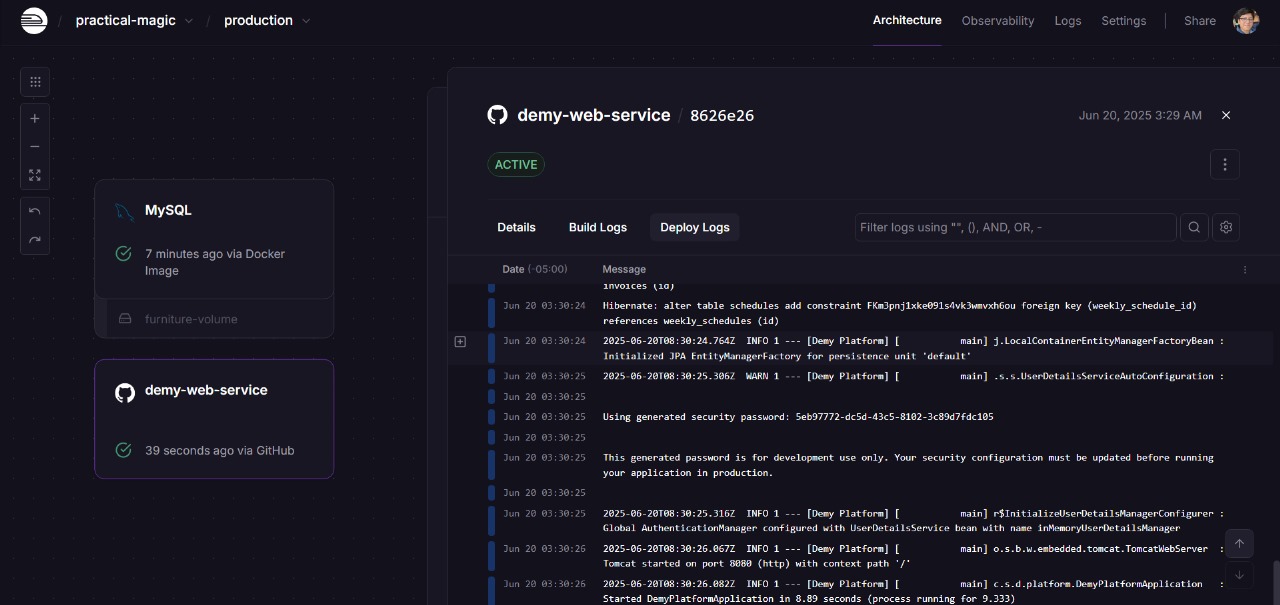 / practical-magic / production
Architecture Observability Logs Settings Share
demy-web-service / 8626e26
Jun 20, 2025 3:29 AM
ACTIVE
MySQL
7 minutes ago via Docker
Image
furniture-volume
demy-web-service
39 seconds ago via GitHub
Details Build Logs Deploy Logs
Filter logs using "", (), AND, OR, -
Date (-05:00) Message
invoices (id)
Jun 20 03:30:24 Hibernate: alter table schedules add constraint FKm3pnj1xke091s4vk3wmvxh6ou foreign key (weekly_schedule_id)
references weekly_schedules (id)
Jun 20 03:30:24 2025-06-20T08:30:24.764Z INFO 1 --- [Demy Platform] [ main] j.LocalContainerEntityManagerFactoryBean :
Initialized JPA EntityManagerFactory for persistence unit 'default'
Jun 20 03:30:25 2025-06-20T08:30:25.306Z WARN 1 --- [Demy Platform] [ main] .s.s.UserDetailsServiceAutoConfiguration :
Jun 20 03:30:25
Jun 20 03:30:25 Using generated security password: 5eb97772-dc5d-43c5-8102-3c89d7fdc105
Jun 20 03:30:25
Jun 20 03:30:25 This generated password is for development use only. Your security configuration must be updated before running
your application in production.
Jun 20 03:30:25
Jun 20 03:30:25 2025-06-20T08:30:25.316Z INFO 1 --- [Demy Platform] [ main] r$InitializeUserDetailsManagerConfigurer :
Global AuthenticationManager configured with UserDetailsService bean with name inMemoryUserDetailsManager
Jun 20 03:30:26 2025-06-20T08:30:26.067Z INFO 1 --- [Demy Platform] [ main] o.s.b.w.embedded.tomcat.TomcatWebServer :
Tomcat started on port 8080 (http) with context path '/'
Jun 20 03:30:26 2025-06-20T08:30:26.082Z INFO 1 --- [Demy Platform] [ main] c.s.d.platform.DemyPlatformApplication :
Started DemyPlatformApplication in 8.89 seconds (process running for 9.333)